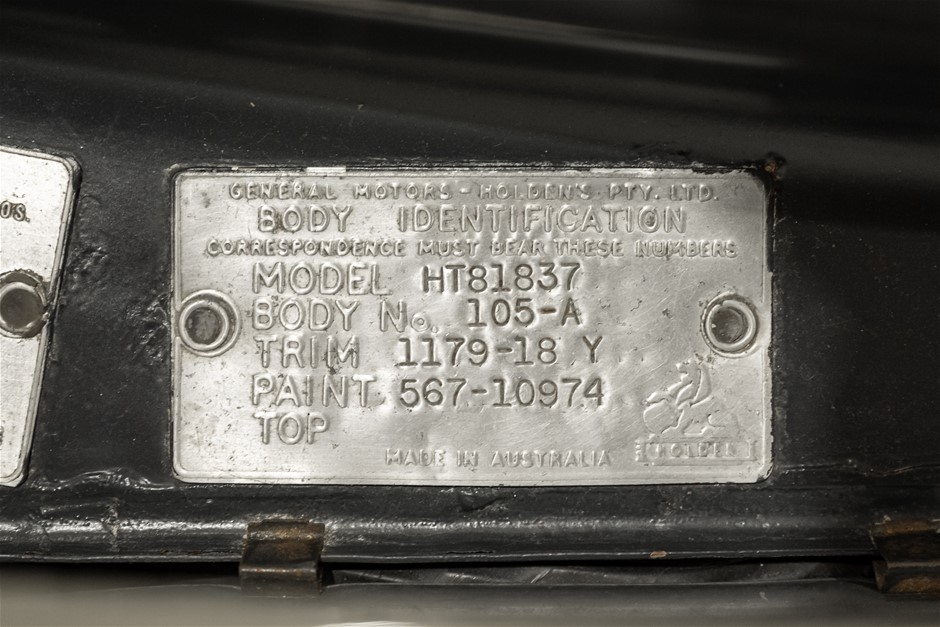 OS.
GENERAL MOTORS - HOLDEN'S PTY. LTD.
BODY IDENTIFICATION
CORRESPONDENCE MUST BEAR THESE NUMBERS
MODEL HT81837
BODY No. 105-A
TRIM 1179-18 Y
PAINT 567-10974
TOP
MADE IN AUSTRALIA
HOLDEN